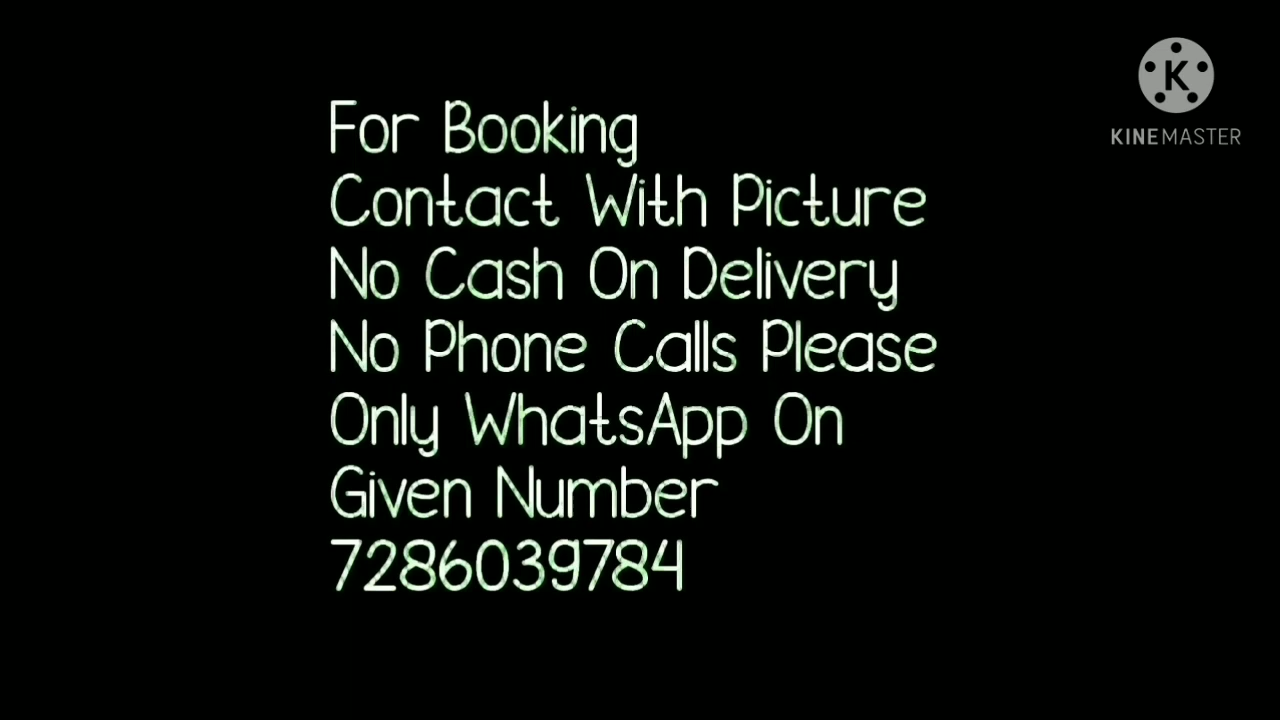 For Booking
Contact With Picture
No Cash On Delivery
No Phone Calls Please
Only WhatsApp On
Given Number
7286039784
K
KINEMASTER